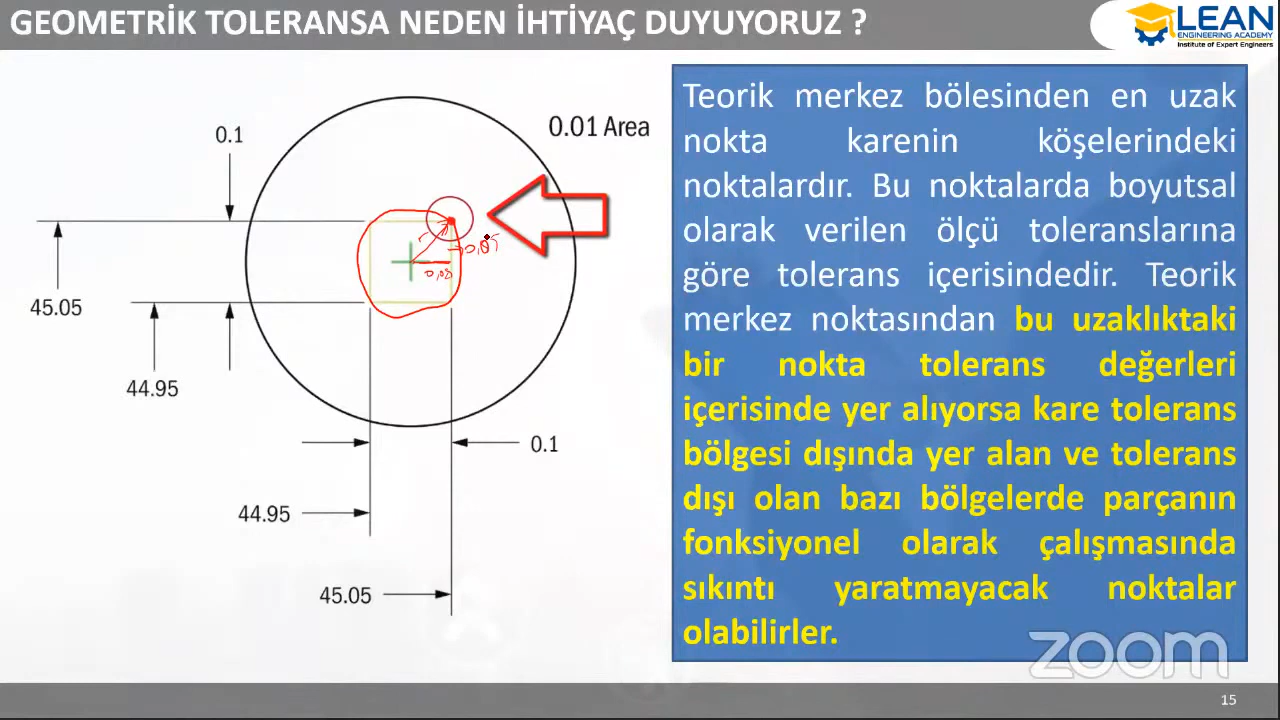 GEOMETRİK TOLERANSA NEDEN İHTİYAÇ DUYUYORUZ ?
LEAN
ENGINEERING ACADEMY
Institute of Expert Engineers
0.1
0.01 Area
45.05
44.95
0,05
0.1
44.95
45.05
Teorik merkez bölesinden en uzak
nokta karenin köşelerindeki
noktalardır. Bu noktalarda boyutsal
olarak verilen ölçü toleranslarına
göre tolerans içerisindedir. Teorik
merkez noktasından bu uzaklıktaki
bir nokta tolerans değerleri
içerisinde yer alıyorsa kare tolerans
bölgesi dışında yer alan ve tolerans
dışı olan bazı bölgelerde parçanın
fonksiyonel olarak çalışmasında
sıkıntı yaratmayacak noktalar
olabilirler.
zoom
15